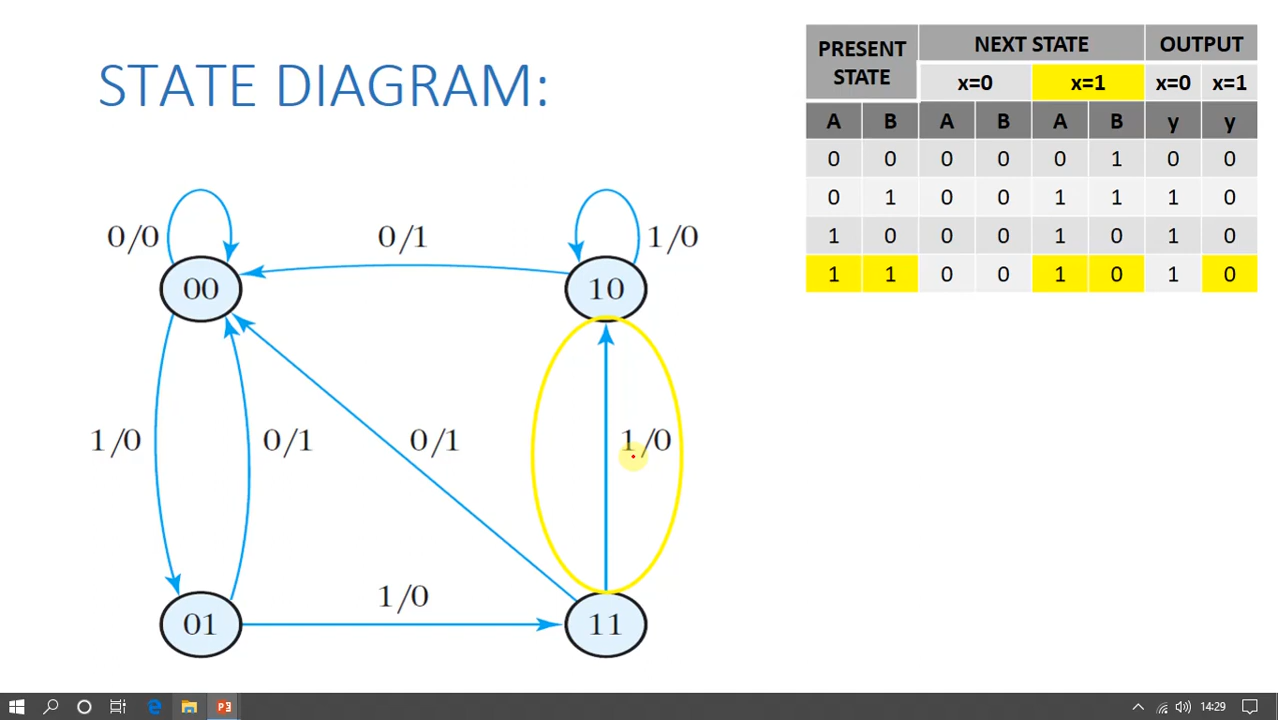 STATE DIAGRAM:
PRESENT STATE NEXT STATE OUTPUT
x=0 x=1 x=0 x=1
A B A B A B y y
0 0 0 0 0 1 0 0
0 1 0 0 1 1 1 0
1 0 0 0 1 0 1 0
1 1 0 0 1 0 1 0
0/0 0/1 1/0
00 10
1/0 0/1 0/1 1/0
1/0
01 11
14:29